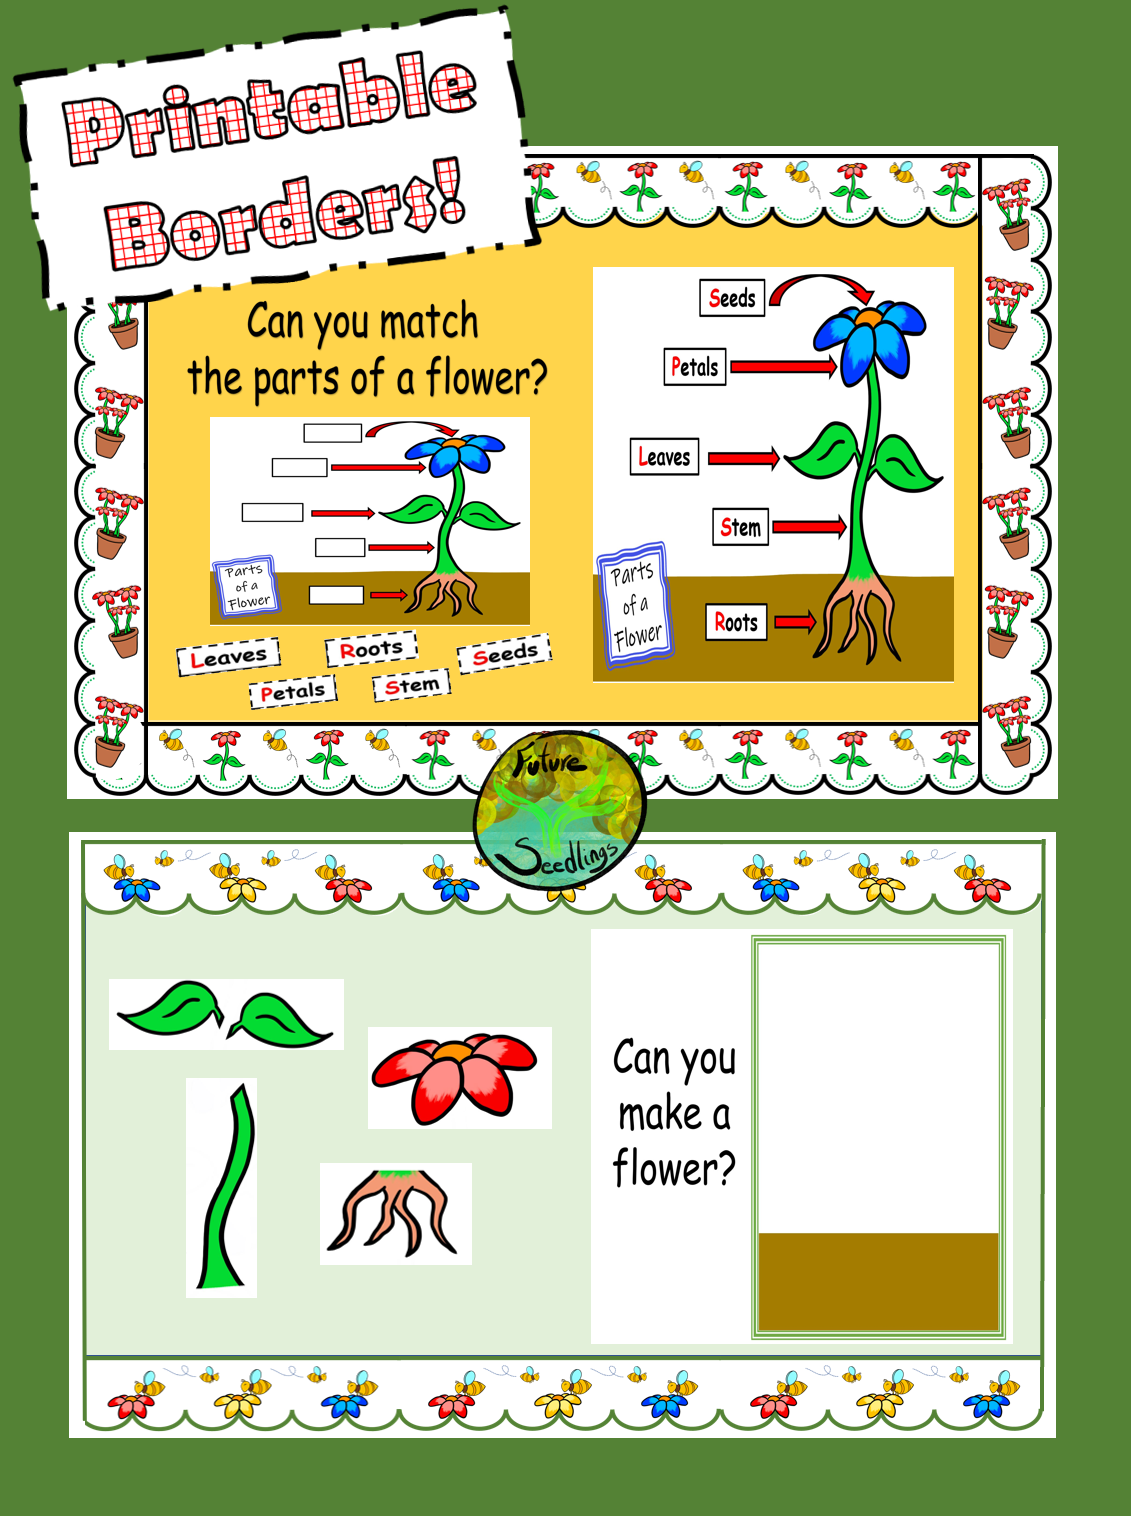 Printable
Borders!
Can you match
the parts of a flower?
Parts
of a
Flower
Leaves
Roots
Seeds
Petals
Stem
Seeds
Petals
Leaves
Stem
Roots
Parts
of a
Flower
Future
Seedlings
Can you
make a
flower?